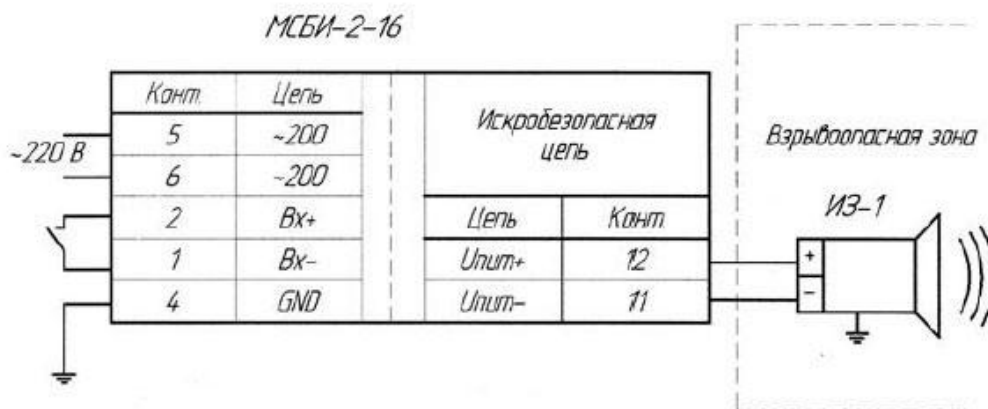 МСБИ-2-16
Конт. Цепь
5 ~200
6 ~200
2 Вх+
1 Вх-
4 GND
~220 В
Искробезопасная
цепь
Цепь Конт.
Uпит+ 12
Uпит- 11
Взрывоопасная зона
ИЗ-1
+
-